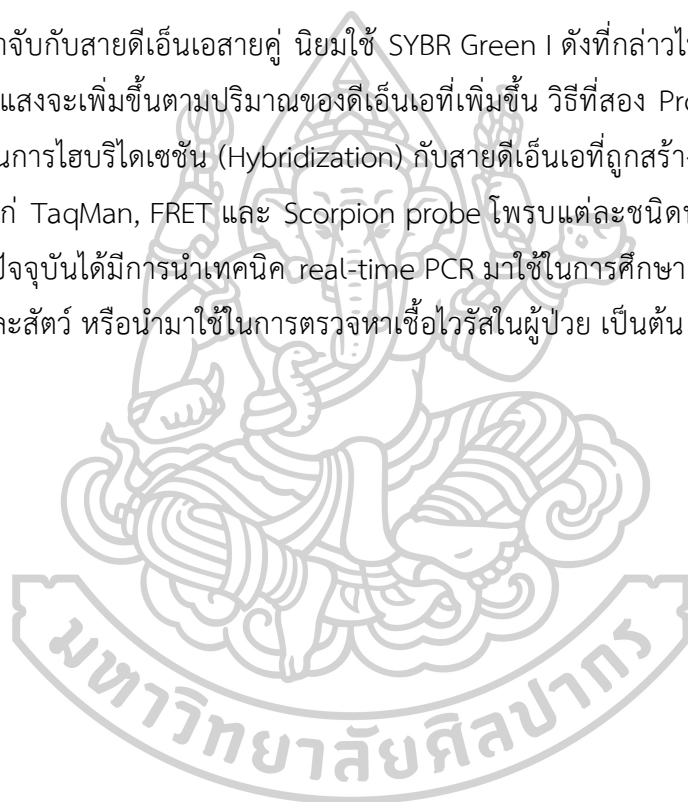 าจับกับสายดีเอ็นเอสายคู่ นิยมใช้ SYBR Green I ดังที่กล่าวไ
แสงจะเพิ่มขึ้นตามปริมาณของดีเอ็นเอที่เพิ่มขึ้น วิธีที่สอง Pr
นการไฮบริไดเซชัน (Hybridization) กับสายดีเอ็นเอที่ถูกสร้า
ก่ TaqMan, FRET และ Scorpion probe โพรบแต่ละชนิด
ปัจจุบันได้มีการนำเทคนิค real-time PCR มาใช้ในการศึกษา
ละสัตว์ หรือนำมาใช้ในการตรวจหาเชื้อไวรัสในผู้ป่วย เป็นต้น
มหาวิทยาลัยศิลปากร